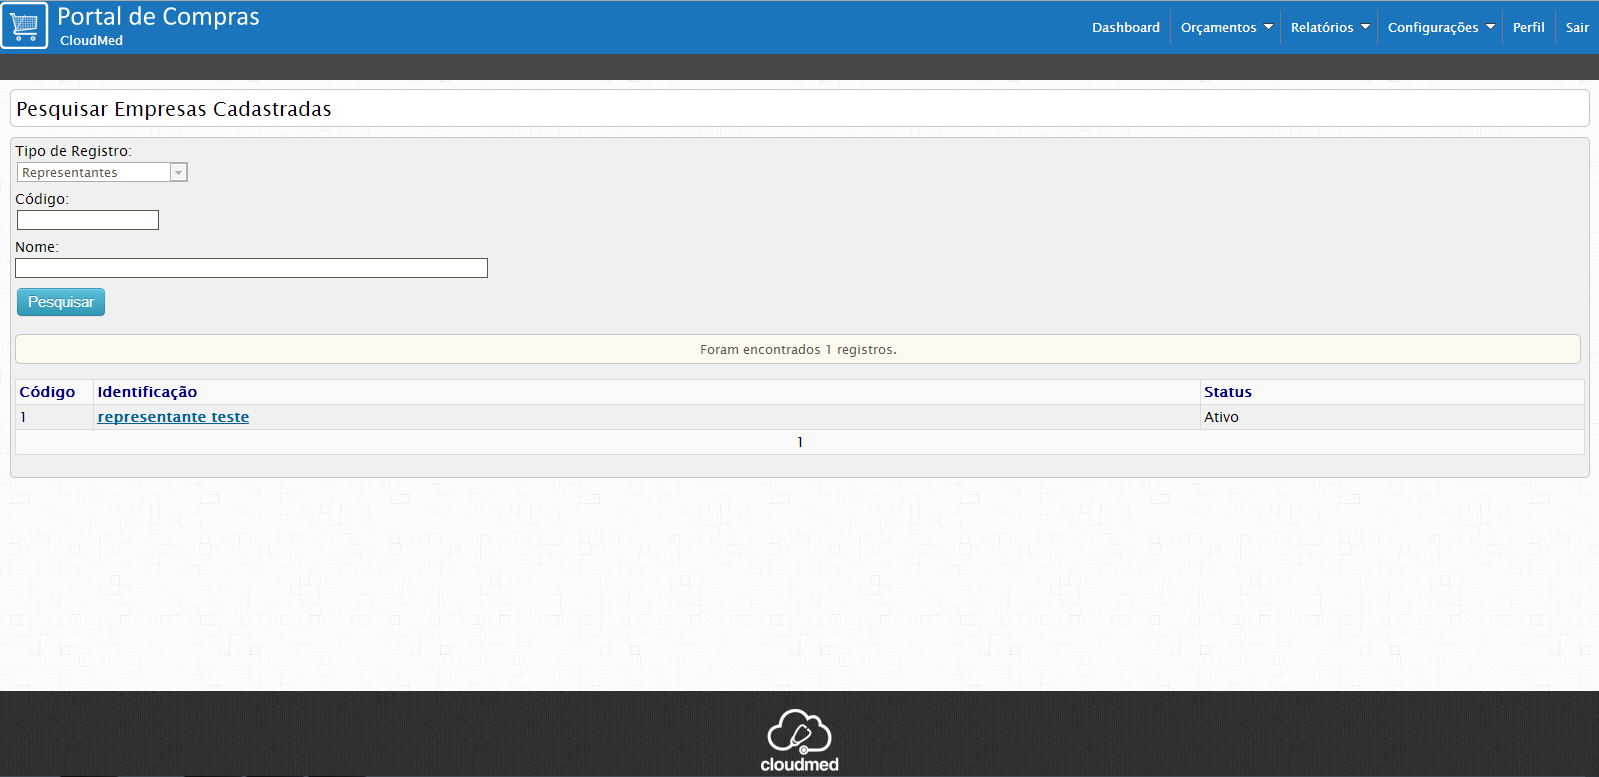 Portal de Compras
CloudMed
Dashboard Orçamentos Relatórios Configurações Perfil Sair
Pesquisar Empresas Cadastradas
Tipo de Registro:
Representantes
Código:
Nome:
Pesquisar
Foram encontrados 1 registros.
Código Identificação Status
1 representante teste Ativo
1
cloudmed